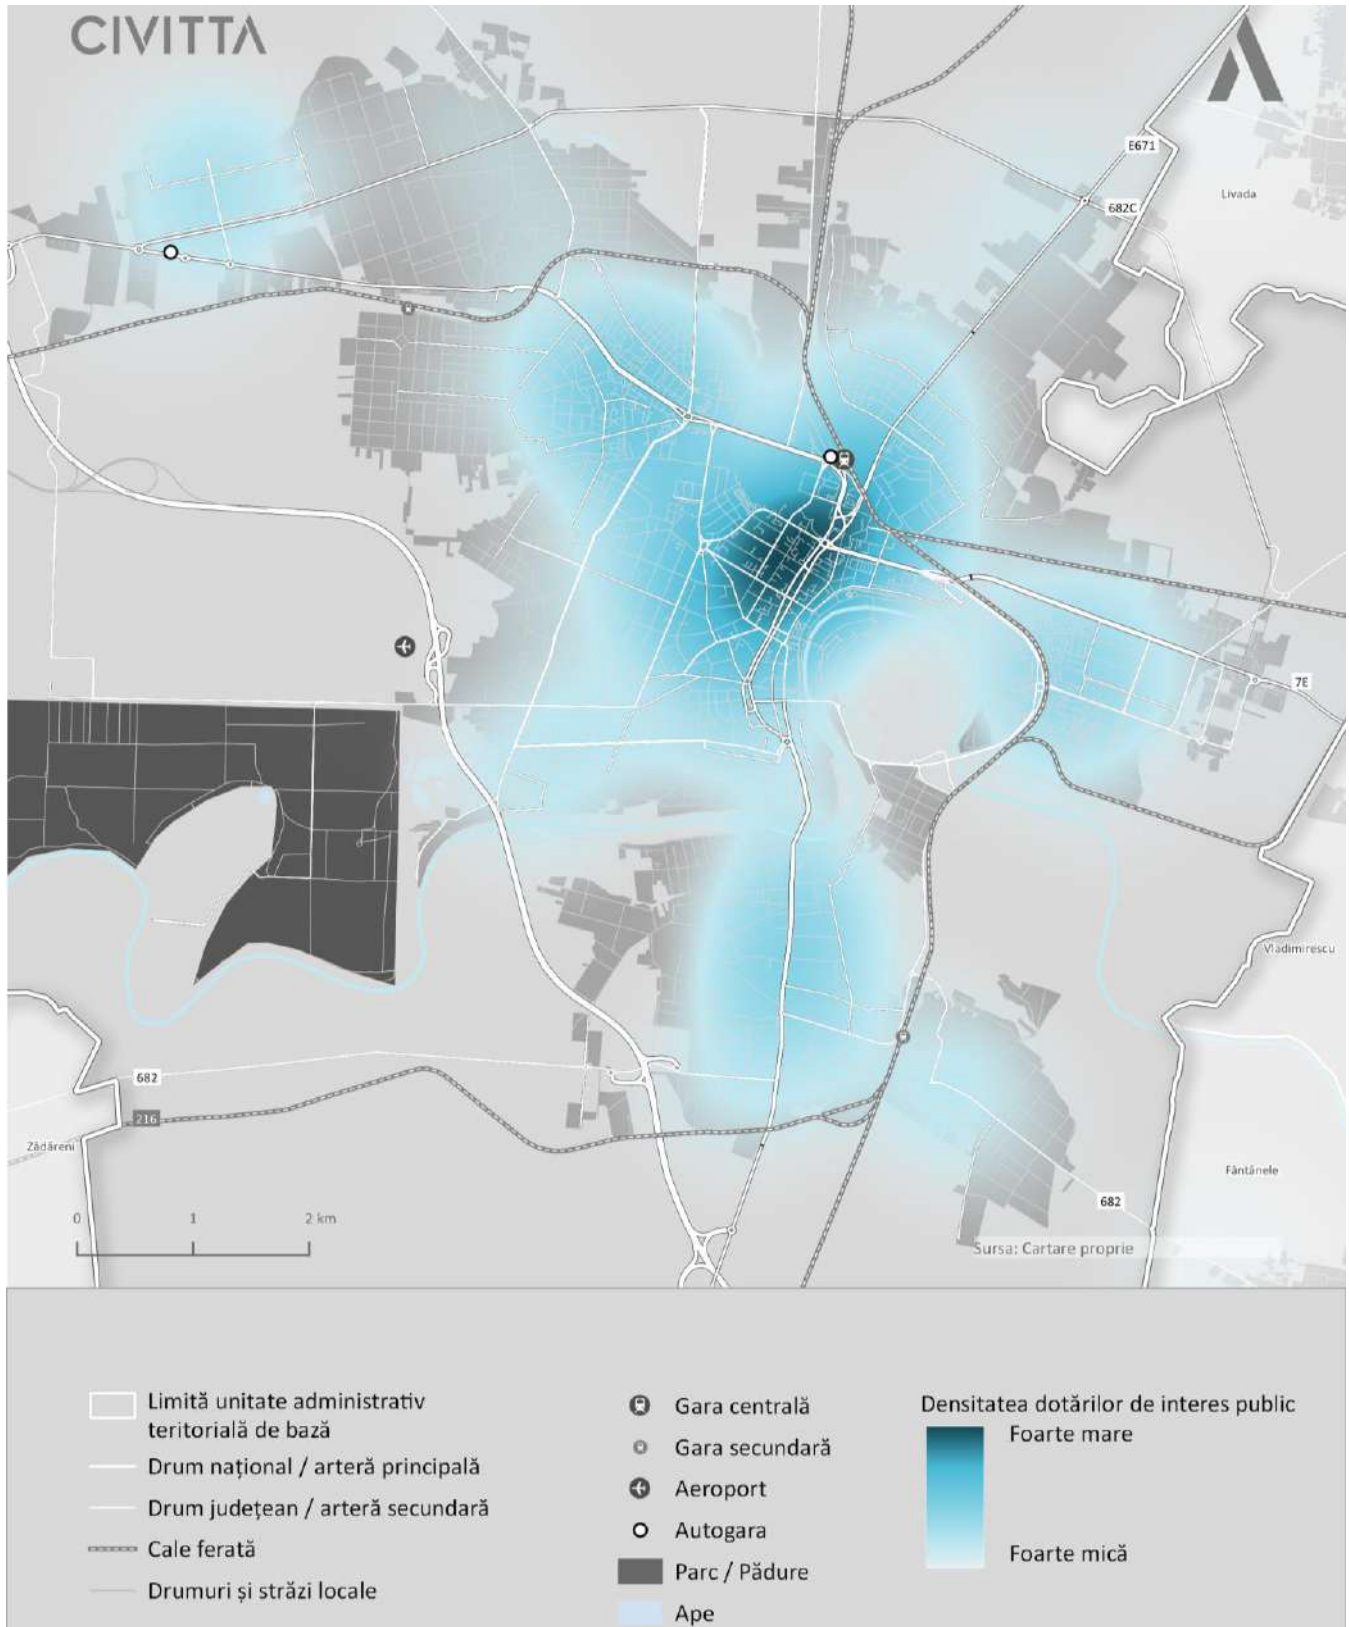 CIVITTA
E671
Livada
682C
7E
Vladimirescu
682
216
Zădăreni
Fântânele
682
0 1 2 km
Sursa: Cartare proprie
Limită unitate administrativ
teritorială de bază
Drum național / arteră principală
Drum județean / arteră secundară
Cale ferată
Drumuri și străzi locale
Gara centrală
Gara secundară
Aeroport
Autogara
Parc / Pădure
Ape
Densitatea dotărilor de interes public
Foarte mare
Foarte mică